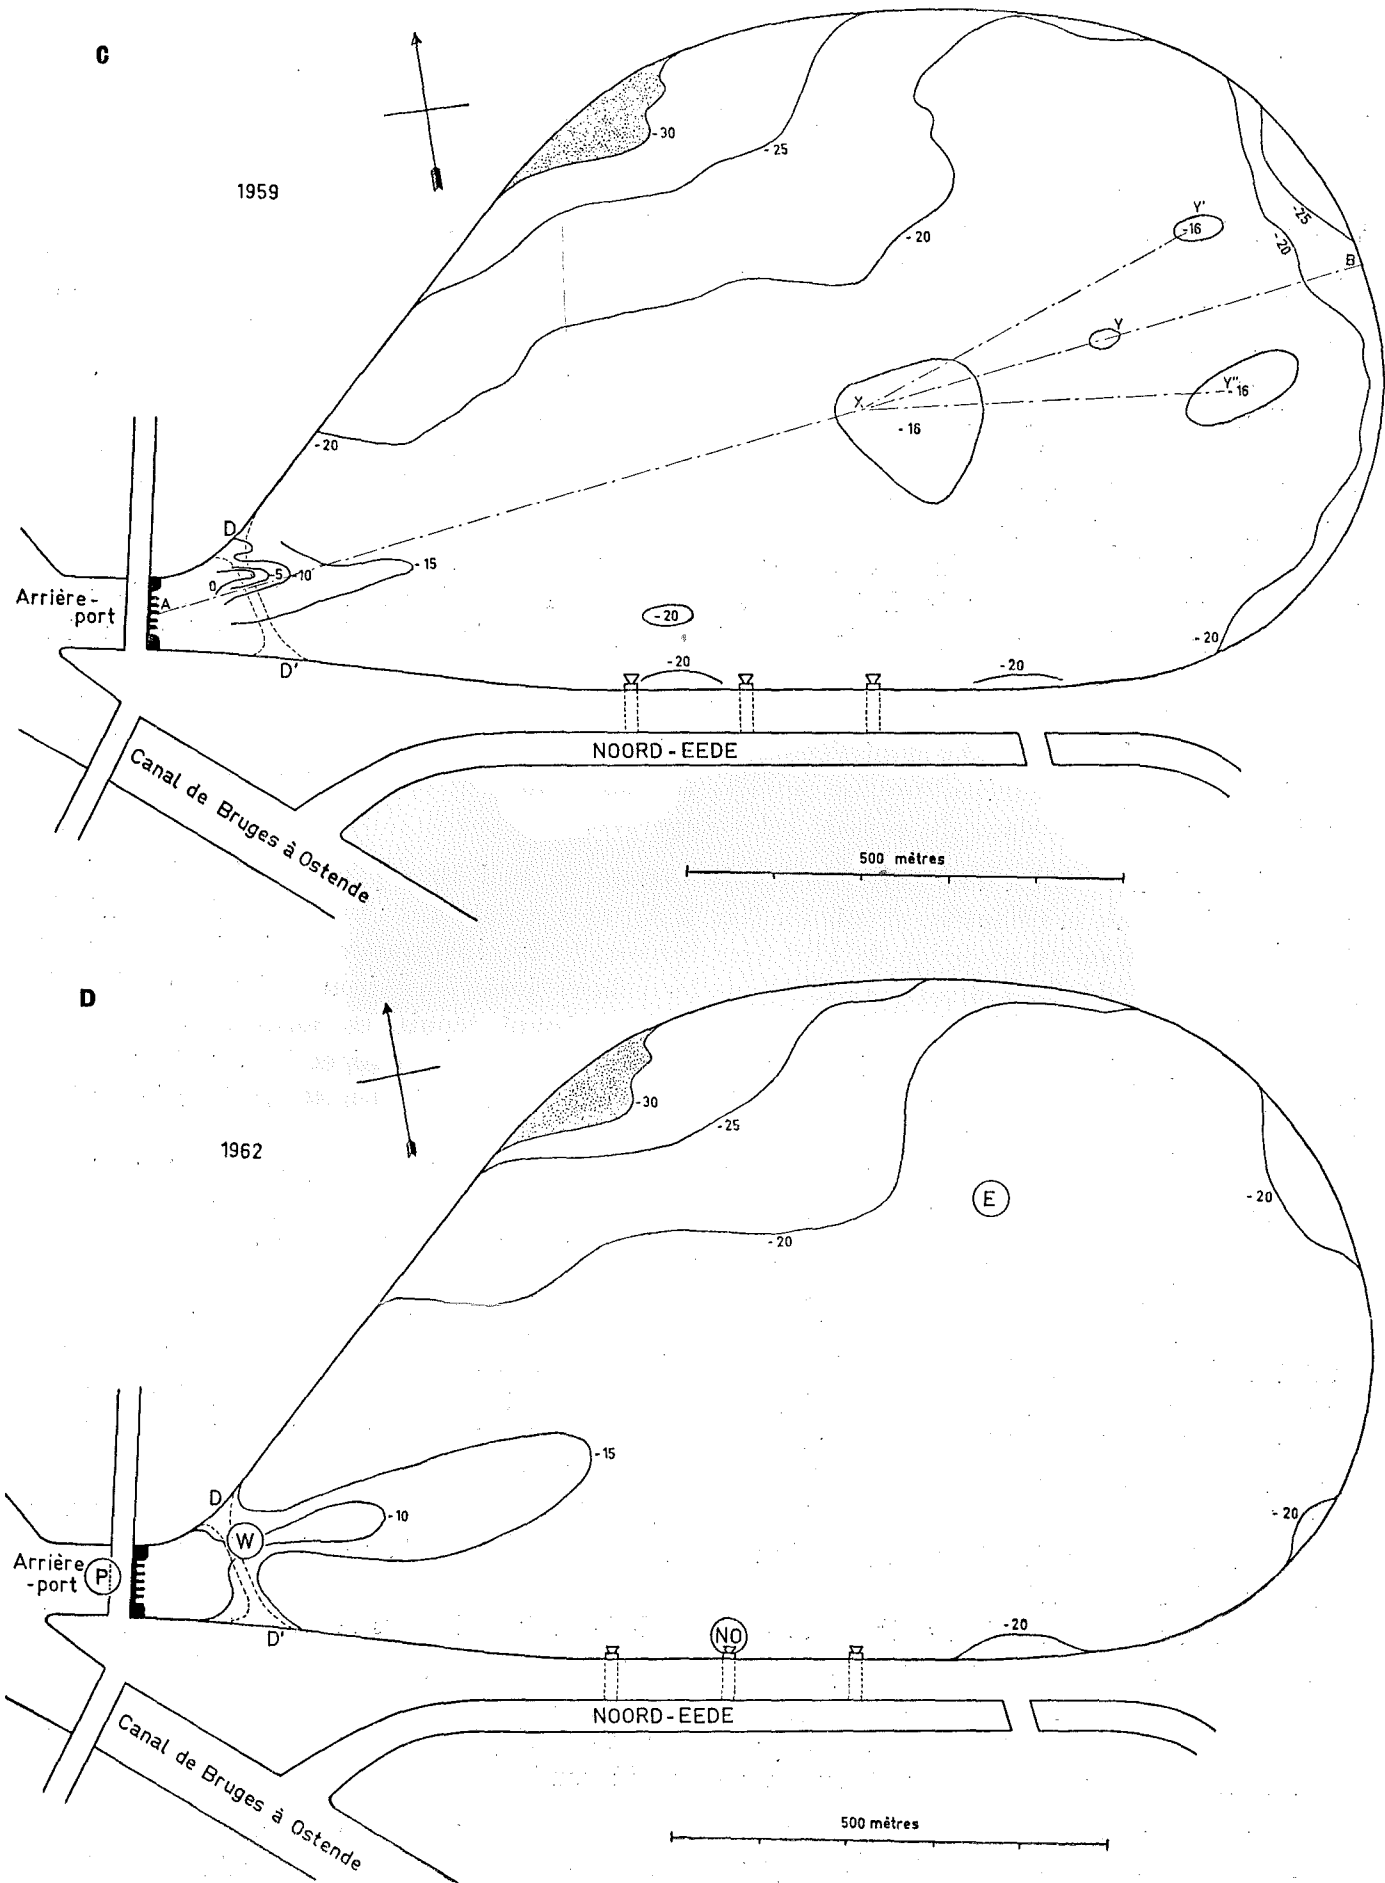 C
1959
-30
-25
-20
Y'
-16
-25
-20
B
Y
X
-16
Y"
-16
-20
D
0
-5
-10
-15
A
Arrière-
port
D'
-20
-20
-20
-20
NOORD-EEDE
Canal de Bruges à Ostende
500 mètres
D
1962
-30
-25
-20
E
-20
-15
D
-10
W
-20
Arrière
-port
P
D'
NO
-20
NOORD-EEDE
Canal de Bruges à Ostende
500 mètres